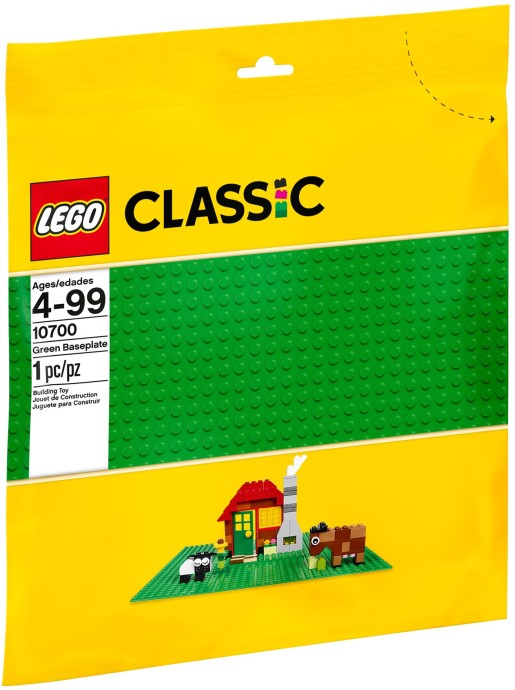 LEGO CLASSIC
Ages/edades
4-99
10700
Green Baseplate
1 pc/pz
Building Toy
Jouet de Construction
Juguete para Construir